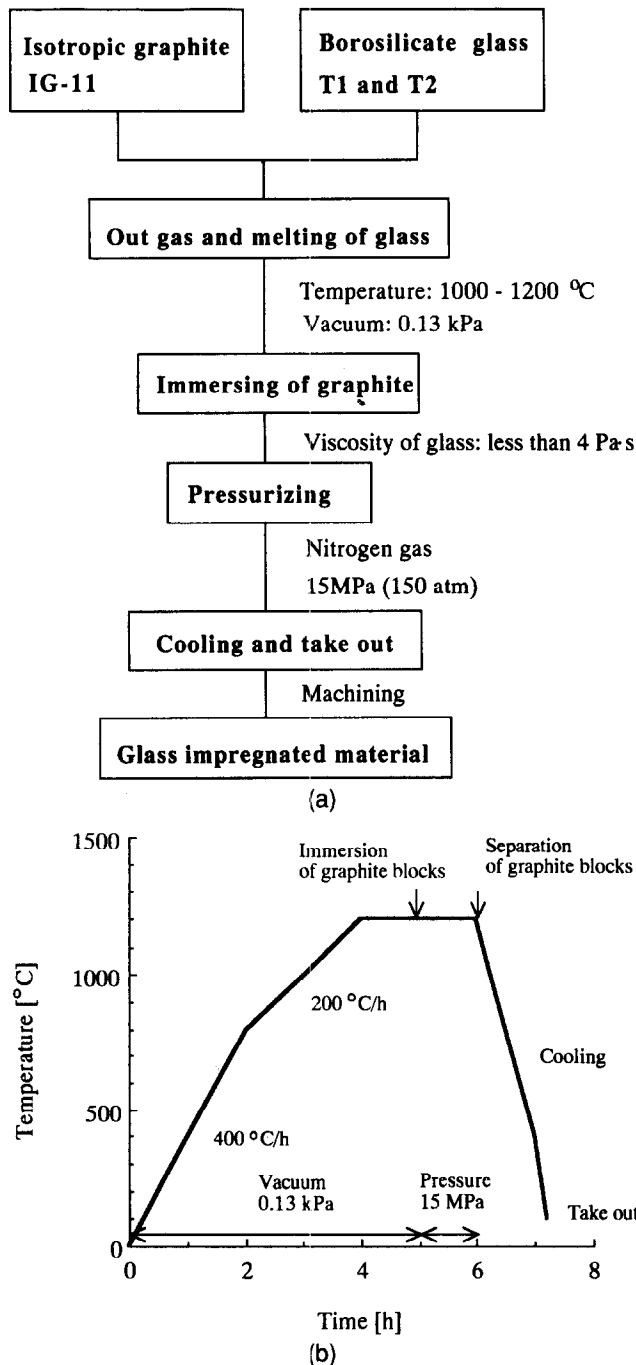 Isotropic graphite
IG-11
Borosilicate glass
T1 and T2
Out gas and melting of glass
Temperature: 1000 - 1200 °C
Vacuum: 0.13 kPa
Immersing of graphite
Viscosity of glass: less than 4 Pa·s
Pressurizing
Nitrogen gas
15MPa (150 atm)
Cooling and take out
Machining
Glass impregnated material
(a)
1500
1000
500
0
Temperature [°C]
Immersion
of graphite blocks
Separation
of graphite blocks
200 °C/h
400 °C/h
Cooling
Vacuum
0.13 kPa
Pressure
15 MPa
Take out
0
2
4
6
8
Time [h]
(b)